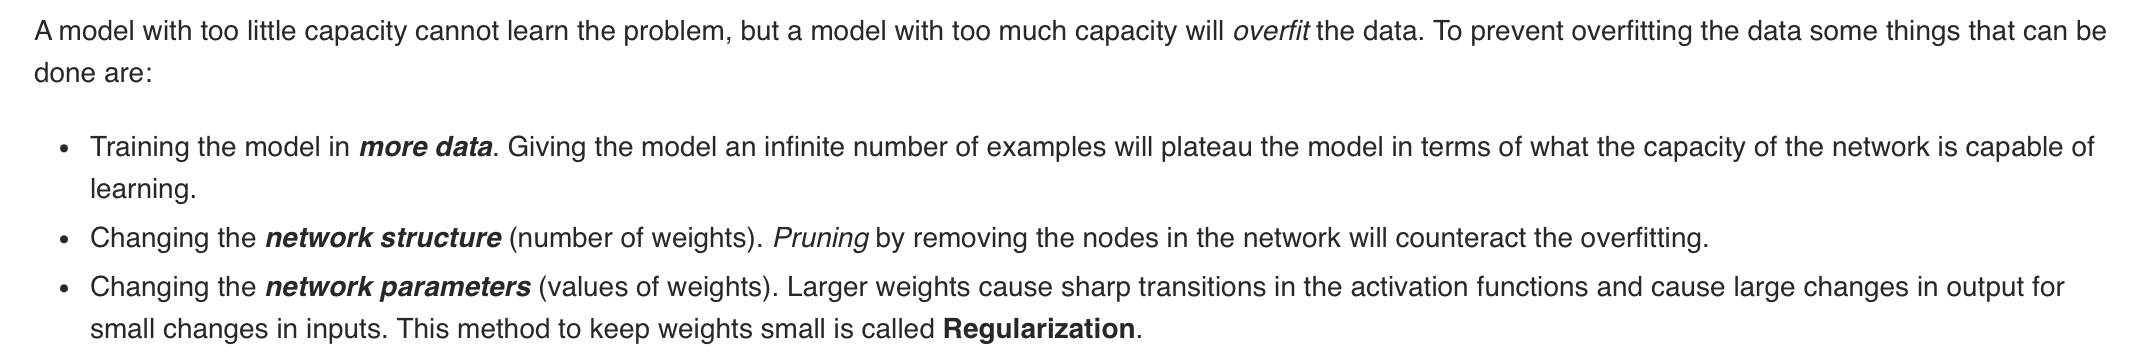 A model with too little capacity cannot learn the problem, but a model with too much capacity will overfit the data. To prevent overfitting the data some things that can be
done are:
• Training the model in more data. Giving the model an infinite number of examples will plateau the model in terms of what the capacity of the network is capable of
learning.
• Changing the network structure (number of weights). Pruning by removing the nodes in the network will counteract the overfitting.
• Changing the network parameters (values of weights). Larger weights cause sharp transitions in the activation functions and cause large changes in output for
small changes in inputs. This method to keep weights small is called Regularization.